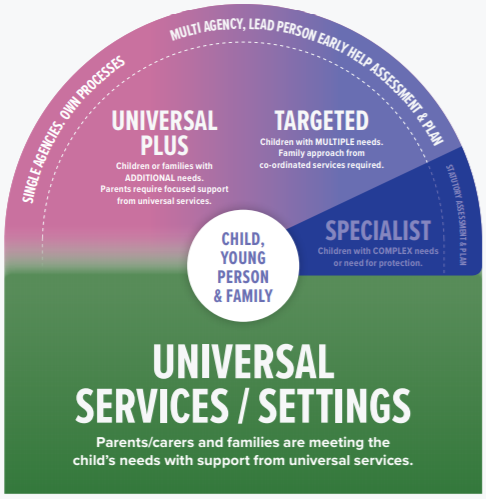 SINGLE AGENCIES. OWN PROCESSES
MULTI AGENCY, LEAD PERSON EARLY HELP ASSESSMENT & PLAN
STATUTORY ASSESSMENT & PLAN
UNIVERSAL
PLUS
Children or families with
ADDITIONAL needs.
Parents require focused support
from universal services.
TARGETED
Children with MULTIPLE needs.
Family approach from
co-ordinated services required.
SPECIALIST
Children with COMPLEX needs
or need for protection.
CHILD,
YOUNG
PERSON
& FAMILY
UNIVERSAL
SERVICES / SETTINGS
Parents/carers and families are meeting the
child's needs with support from universal services.